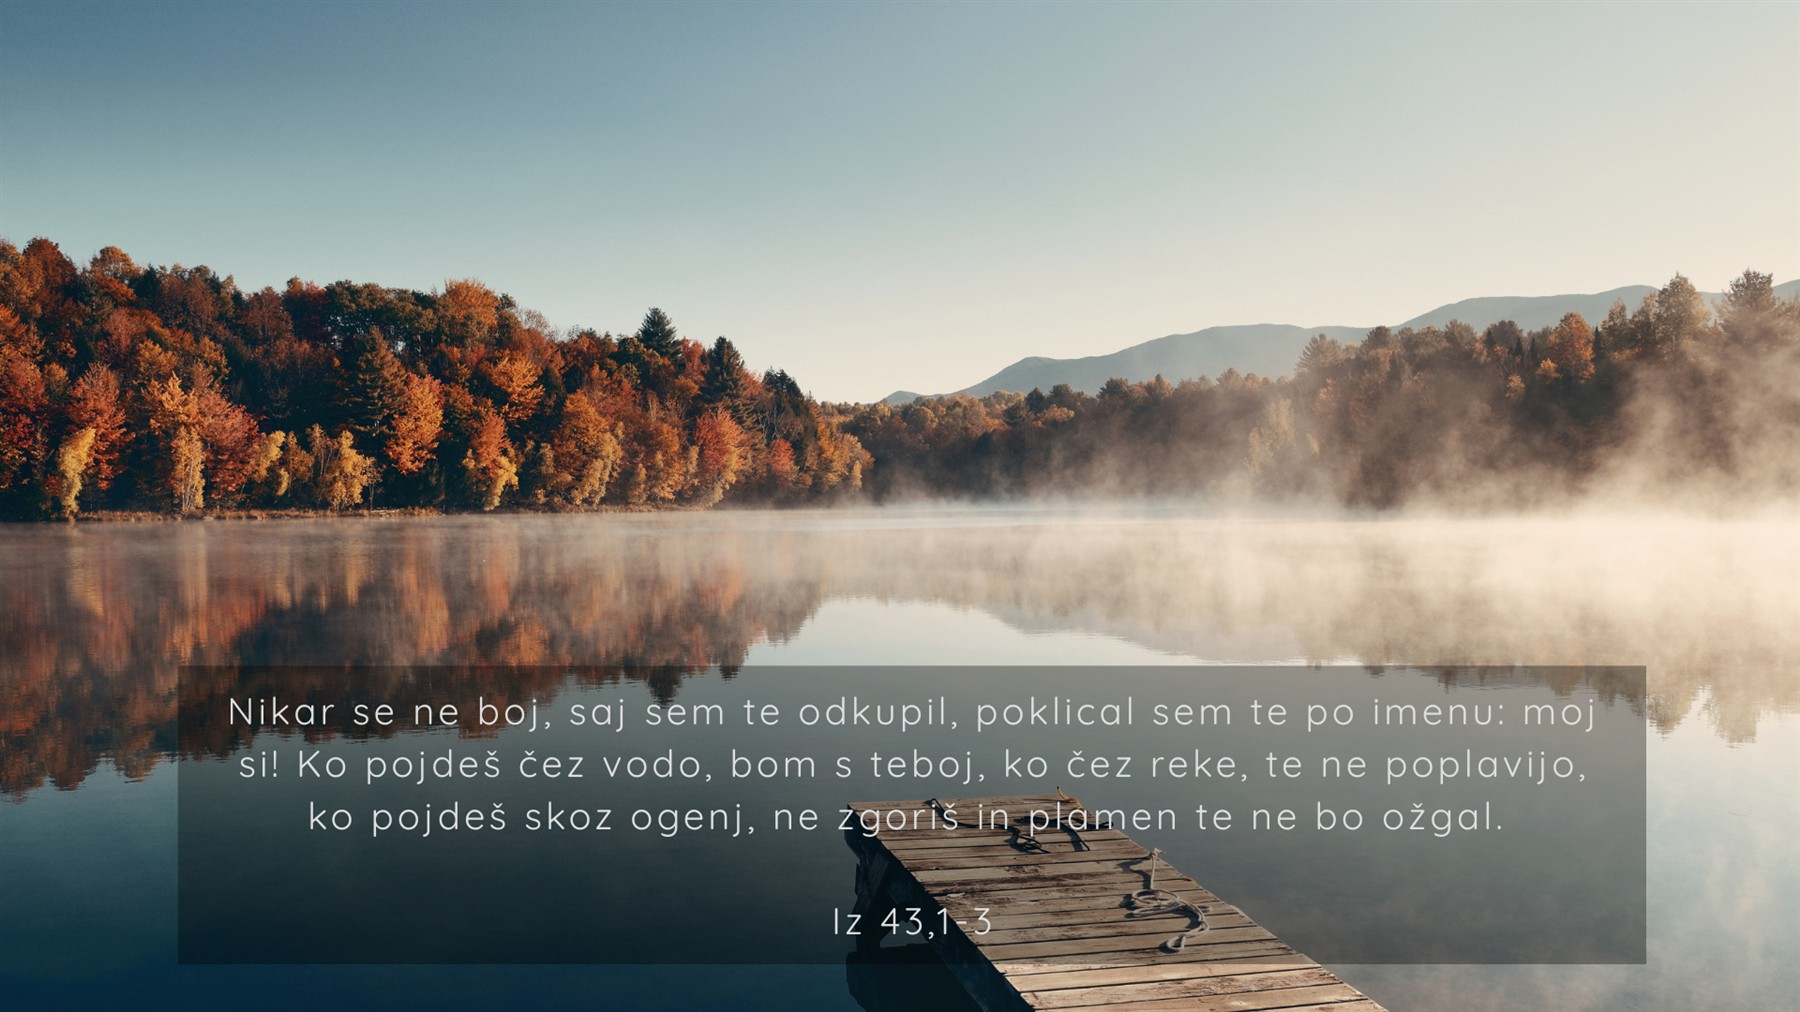 Nikar se ne boj, saj sem te odkupil, poklical sem te po imenu: moj
si! Ko pojdeš čez vodo, bom s teboj, ko čez reke, te ne poplavijo,
ko pojdeš skoz ogenj, ne zgoriš in plamen te ne bo ožgal.
Iz 43,1-3